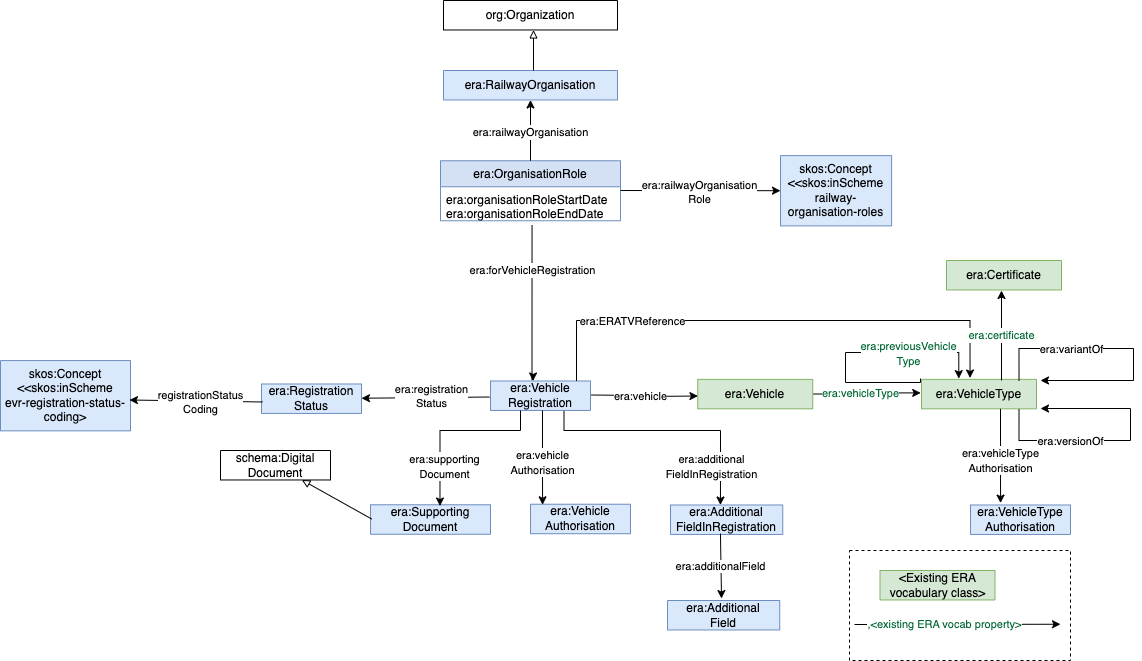 org:Organization
era:RailwayOrganisation
era:railwayOrganisation
era:OrganisationRole
era:organisationRoleStartDate
era:organisationRoleEndDate
era:railwayOrganisation
Role
skos:Concept
<<skos:inScheme
railway-
organisation-roles
era:forVehicleRegistration
era:Certificate
era:ERATVReference
era:certificate
era:previousVehicle
Type
era:variantOf
skos:Concept
<<skos:inScheme
evr-registration-status-
coding>
registrationStatus
Coding
era:Registration
Status
era:registration
Status
era:Vehicle
Registration
era:vehicle
era:Vehicle
era:vehicleType
era:VehicleType
era:versionOf
schema:Digital
Document
era:supporting
Document
era:vehicle
Authorisation
era:additional
FieldInRegistration
era:vehicleType
Authorisation
era:Supporting
Document
era:Vehicle
Authorisation
era:Additional
FieldInRegistration
era:VehicleType
Authorisation
era:additionalField
era:Additional
Field
<Existing ERA
vocabulary class>
,<existing ERA vocab property>